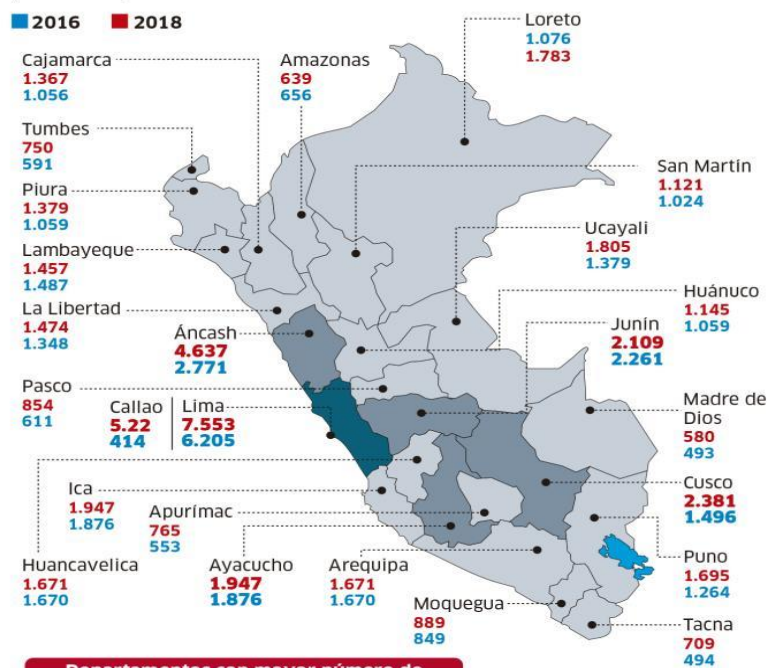 2016 2018
Loreto
1.076
1.783
Cajamarca
1.367
1.056
Amazonas
639
656
Tumbes
750
591
San Martín
1.121
1.024
Piura
1.379
1.059
Ucayali
1.805
1.379
Lambayeque
1.457
1.487
Huánuco
1.145
1.059
La Libertad
1.474
1.348
Áncash
4.637
2.771
Junín
2.109
2.261
Pasco
854
611
Callao
5.22
414
Lima
7.553
6.205
Madre de
Dios
580
493
Ica
1.947
1.876
Apurímac
765
553
Cusco
2.381
1.496
Huancavelica
1.671
1.670
Ayacucho
1.947
1.876
Arequipa
1.671
1.670
Puno
1.695
1.264
Moquegua
889
849
Tacna
709
494
Departamentos con mayor número de